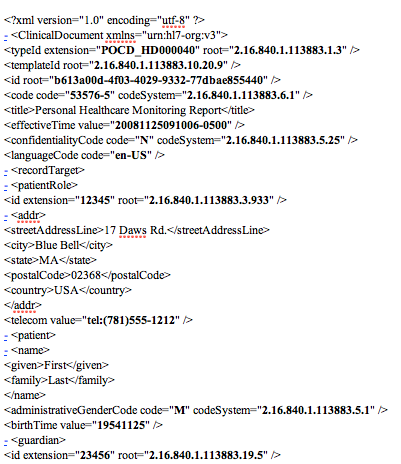 <?xml version="1.0" encoding="utf-8" ?>
- <ClinicalDocument xmlns="urn:hl7-org:v3">
<typeId extension="POCD_HD000040" root="2.16.840.1.113883.1.3" />
<templateId root="2.16.840.1.113883.10.20.9" />
<id root="b613a00d-4f03-4029-9332-77dbae855440" />
<code code="53576-5" codeSystem="2.16.840.1.113883.6.1" />
<title>Personal Healthcare Monitoring Report</title>
<effectiveTime value="20081125091006-0500" />
<confidentialityCode code="N" codeSystem="2.16.840.1.113883.5.25" />
<languageCode code="en-US" />
- <recordTarget>
- <patientRole>
<id extension="12345" root="2.16.840.1.113883.3.933" />
- <addr>
<streetAddressLine>17 Daws Rd.</streetAddressLine>
<city>Blue Bell</city>
<state>MA</state>
<postalCode>02368</postalCode>
<country>USA</country>
</addr>
<telecom value="tel:(781)555-1212" />
- <patient>
- <name>
<given>First</given>
<family>Last</family>
</name>
<administrativeGenderCode code="M" codeSystem="2.16.840.1.113883.5.1" />
<birthTime value="19541125" />
- <guardian>
<id extension="23456" root="2.16.840.1.113883.19.5" />